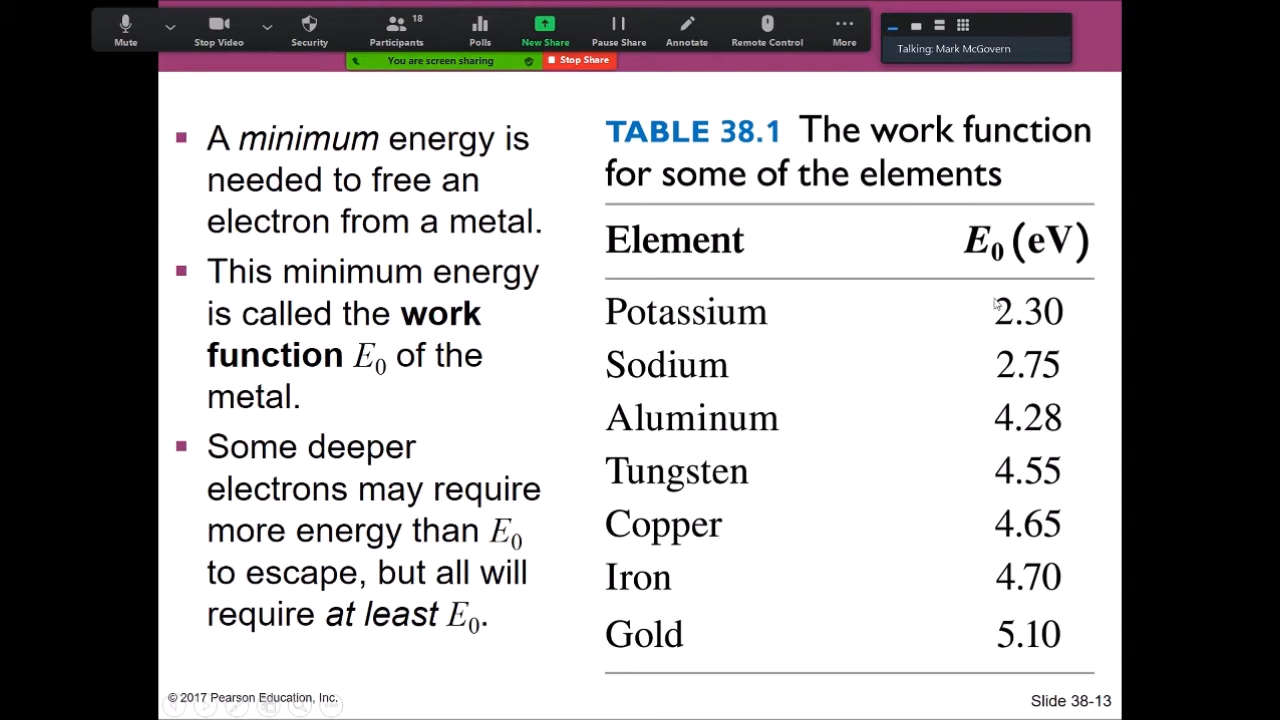 Mute
Stop Video
Security
18
Participants
Polls
New Share
Pause Share
Annotate
Remote Control
More
Talking: Mark McGovern
You are screen sharing
Stop Share
A minimum energy is
needed to free an
electron from a metal.
This minimum energy
is called the work
function E₀ of the
metal.
Some deeper
electrons may require
more energy than E₀
to escape, but all will
require at least E₀.
TABLE 38.1 The work function
for some of the elements
Element E₀ (eV)
Potassium 2.30
Sodium 2.75
Aluminum 4.28
Tungsten 4.55
Copper 4.65
Iron 4.70
Gold 5.10
© 2017 Pearson Education, Inc.
Slide 38-13